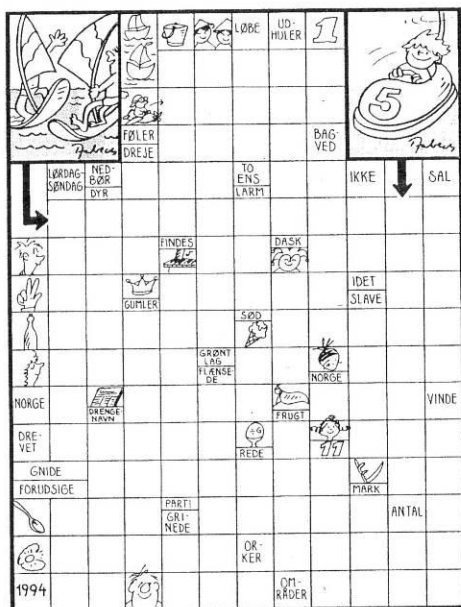 LØBE
UD-
HULER
1
5
FØLER
DREJE
BAG-
VED
LØRDAG-
SØNDAG
NED-
BØR
DYR
TO
ENS
LARM
IKKE
SAL
FINDES
DASK
GUMLER
IDET
SLAVE
SØD
GRØNT
LAG
FLÆNSE-
DE
NORGE
NORGE
DRENGE-
NAVN
FRUGT
VINDE
DRE-
VET
G
REDE
11
GNIDE
FORUDSIGE
MARK
PARTI
GRI-
NEDE
ANTAL
OR-
KER
1994
OM-
RÅDER